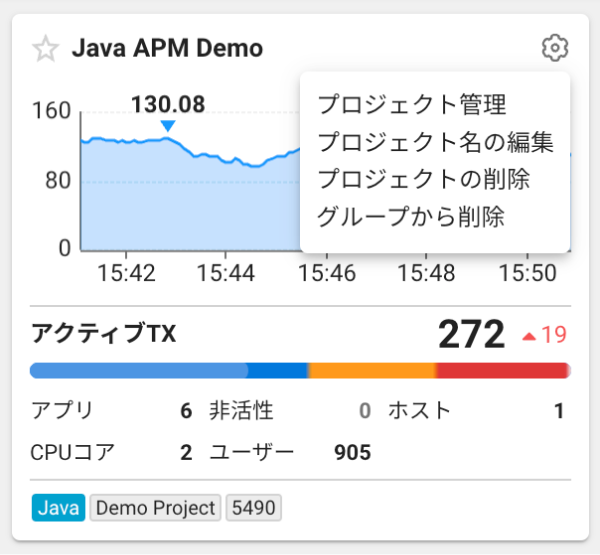 Java APM Demo
プロジェクト管理
プロジェクト名の編集
プロジェクトの削除
グループから削除
130.08
160
80
0
15:42 15:44 15:46 15:48 15:50
アクティブTX 272 19
アプリ 6 非活性 0 ホスト 1
CPUコア 2 ユーザー 905
Java Demo Project 5490